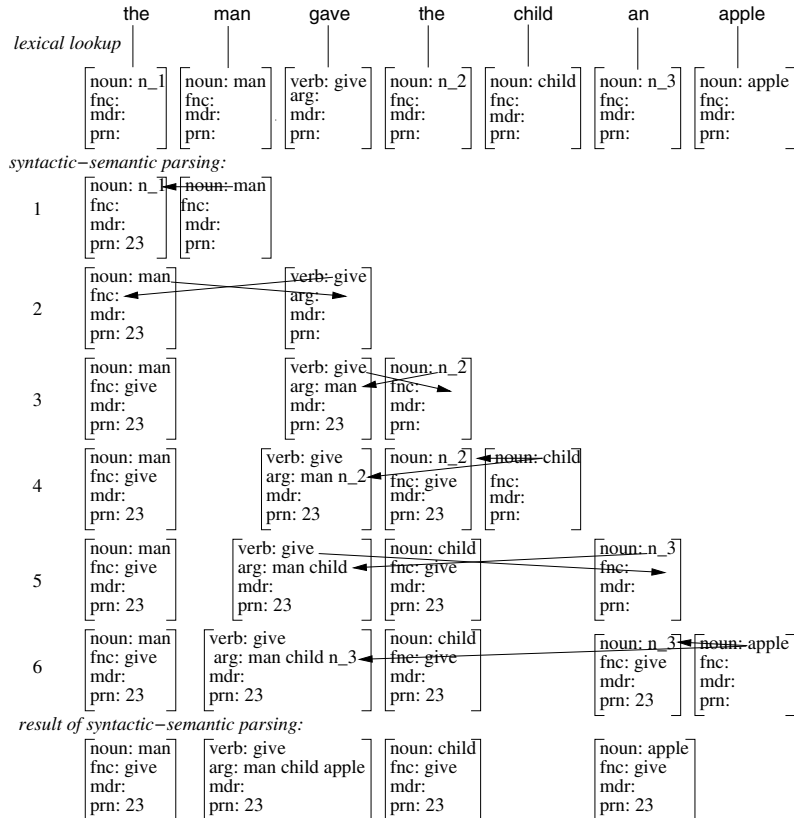 the man gave the child an apple
lexical lookup
noun: n_1 noun: man verb: give noun: n_2 noun: child noun: n_3 noun: apple
fnc: fnc: arg: fnc: fnc: fnc: fnc:
mdr: mdr: mdr: mdr: mdr: mdr: mdr:
prn: prn: prn: prn: prn: prn: prn:
syntactic−semantic parsing:
noun: n_1 noun: man
1 fnc: fnc:
mdr: mdr:
prn: 23 prn:
noun: man verb: give
fnc: arg:
2 mdr: mdr:
prn: 23 prn:
noun: man verb: give noun: n_2
fnc: give arg: man fnc:
3 mdr: mdr: mdr:
prn: 23 prn: 23 prn:
noun: man verb: give noun: n_2 noun: child
fnc: give arg: man n_2 fnc: give fnc:
4 mdr: mdr: mdr: mdr:
prn: 23 prn: 23 prn: 23 prn:
noun: man verb: give noun: child noun: n_3
fnc: give arg: man child fnc: give fnc:
5 mdr: mdr: mdr: mdr:
prn: 23 prn: 23 prn: 23 prn:
noun: man verb: give noun: child noun: n_3 noun: apple
fnc: give arg: man child n_3 fnc: give fnc: give fnc:
6 mdr: mdr: mdr: mdr: mdr:
prn: 23 prn: 23 prn: 23 prn: 23 prn:
result of syntactic−semantic parsing:
noun: man verb: give noun: child noun: apple
fnc: give arg: man child apple fnc: give fnc: give
mdr: mdr: mdr: mdr:
prn: 23 prn: 23 prn: 23 prn: 23